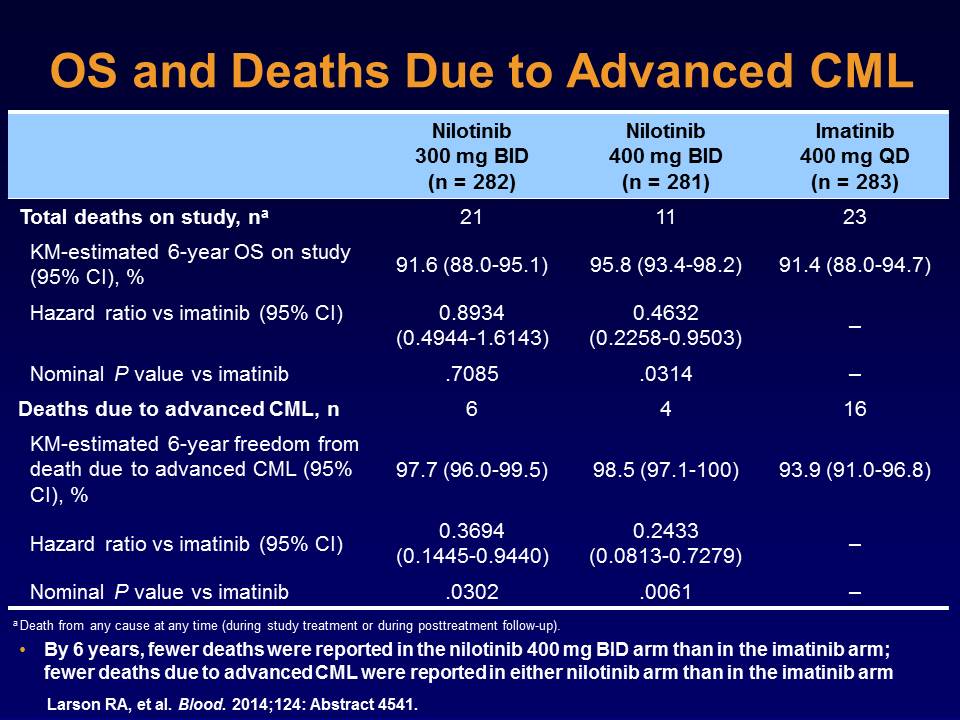 OS and Deaths Due to Advanced CML
Nilotinib
300 mg BID
(n = 282)
Nilotinib
400 mg BID
(n = 281)
Imatinib
400 mg QD
(n = 283)
Total deaths on study, nᵃ 21 11 23
KM-estimated 6-year OS on study
(95% CI), % 91.6 (88.0-95.1) 95.8 (93.4-98.2) 91.4 (88.0-94.7)
Hazard ratio vs imatinib (95% CI) 0.8934
(0.4944-1.6143) 0.4632
(0.2258-0.9503) –
Nominal P value vs imatinib .7085 .0314 –
Deaths due to advanced CML, n 6 4 16
KM-estimated 6-year freedom from
death due to advanced CML (95%
CI), % 97.7 (96.0-99.5) 98.5 (97.1-100) 93.9 (91.0-96.8)
Hazard ratio vs imatinib (95% CI) 0.3694
(0.1445-0.9440) 0.2433
(0.0813-0.7279) –
Nominal P value vs imatinib .0302 .0061 –
ᵃ Death from any cause at any time (during study treatment or during posttreatment follow-up).
• By 6 years, fewer deaths were reported in the nilotinib 400 mg BID arm than in the imatinib arm;
fewer deaths due to advanced CML were reported in either nilotinib arm than in the imatinib arm
Larson RA, et al. Blood. 2014;124: Abstract 4541.